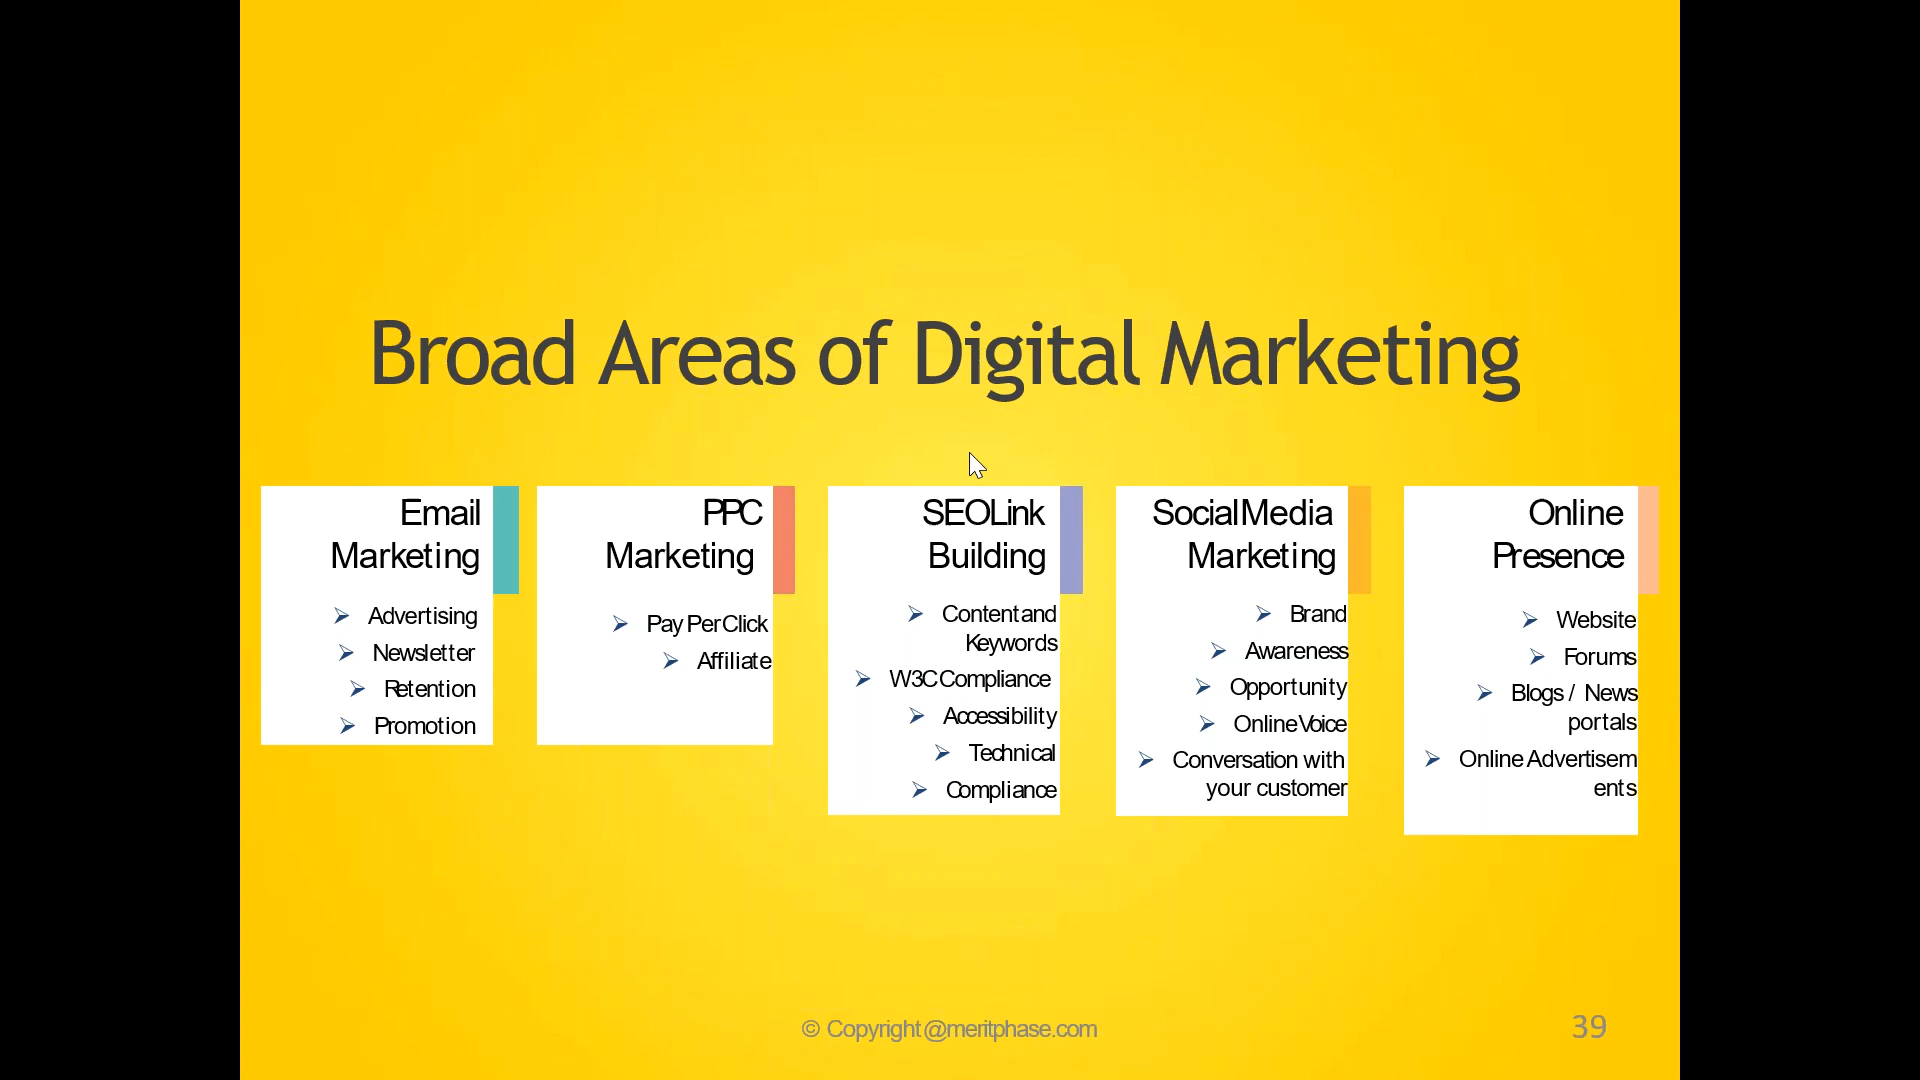 Broad Areas of Digital Marketing
Email
Marketing
Advertising
Newsletter
Retention
Promotion
PPC
Marketing
Pay Per Click
Affiliate
SEO Link
Building
Content and
Keywords
W3C Compliance
Accessibility
Technical
Compliance
Social Media
Marketing
Brand
Awareness
Opportunity
Online Voice
Conversation with
your customer
Online
Presence
Website
Forums
Blogs / News
portals
Online Advertisem
ents
© Copyright @meritphase.com
39